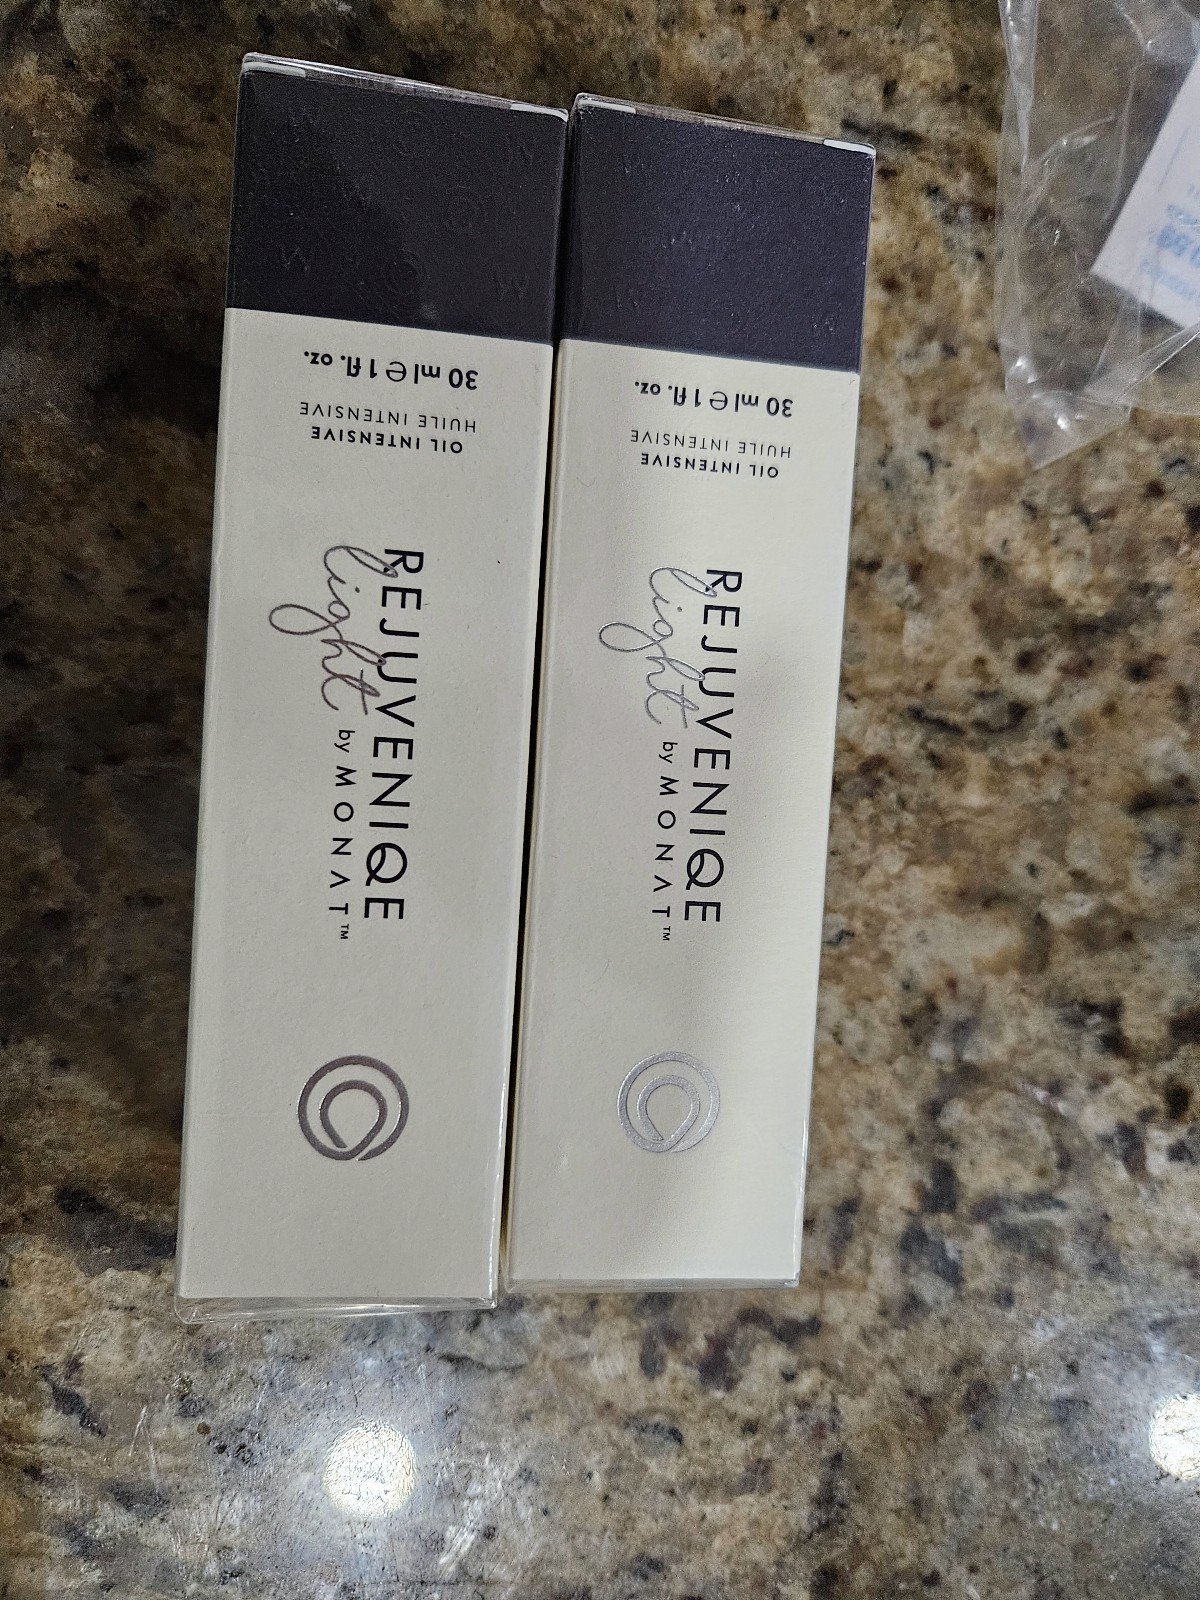 REJUVENIQE
light by MONAT™
OIL INTENSIVE
HUILE INTENSIVE
30 ml ℮ 1 fl. oz.
REJUVENIQE
light by MONAT™
OIL INTENSIVE
HUILE INTENSIVE
30 ml ℮ 1 fl. oz.